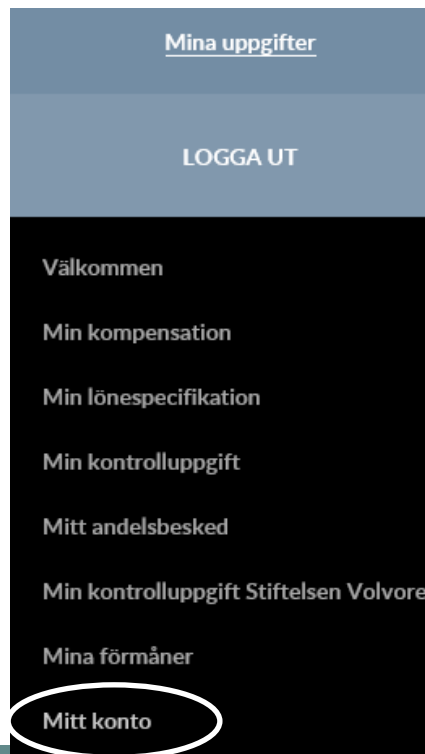 Mina uppgifter
LOGGA UT
Välkommen
Min kompensation
Min lönespecifikation
Min kontrolluppgift
Mitt andelsbesked
Min kontrolluppgift Stiftelsen Volvore
Mina förmåner
Mitt konto